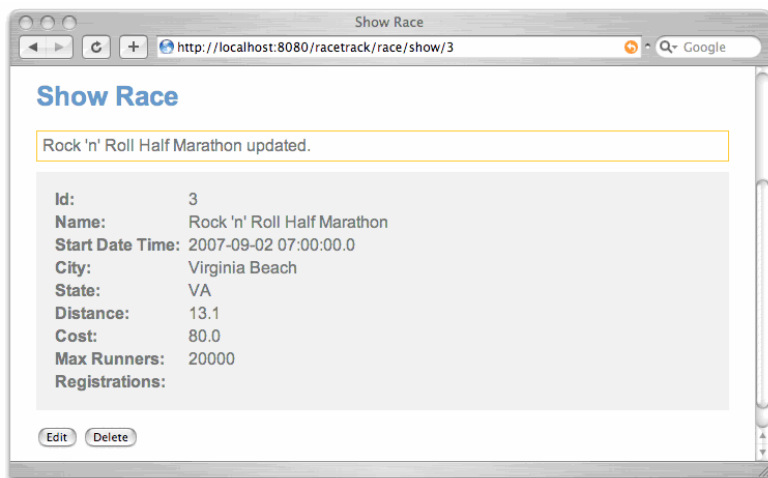 Show Race
http://localhost:8080/racetrack/race/show/3
Google
Show Race
Rock 'n' Roll Half Marathon updated.
Id: 3
Name: Rock 'n' Roll Half Marathon
Start Date Time: 2007-09-02 07:00:00.0
City: Virginia Beach
State: VA
Distance: 13.1
Cost: 80.0
Max Runners: 20000
Registrations:
Edit Delete